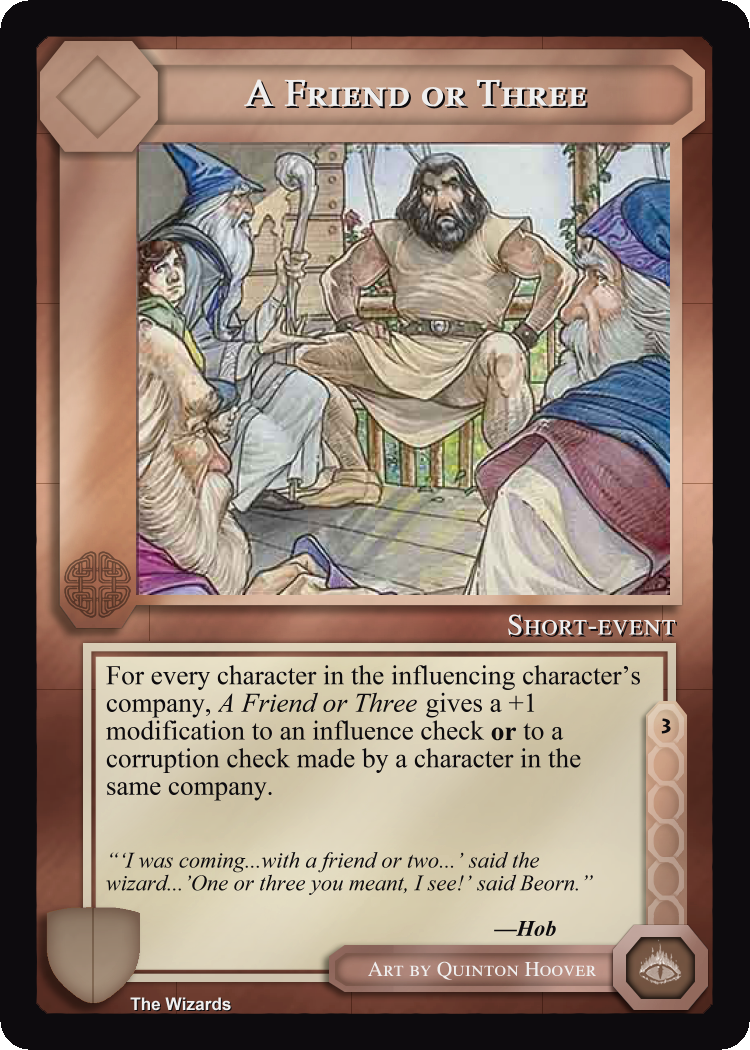 A Friend or Three
Short-event
For every character in the influencing character's
company, A Friend or Three gives a +1
modification to an influence check or to a
corruption check made by a character in the
same company.
3
“‘I was coming...with a friend or two...’ said the
wizard...’One or three you meant, I see!’ said Beorn.”
—Hob
Art by Quinton Hoover
The Wizards